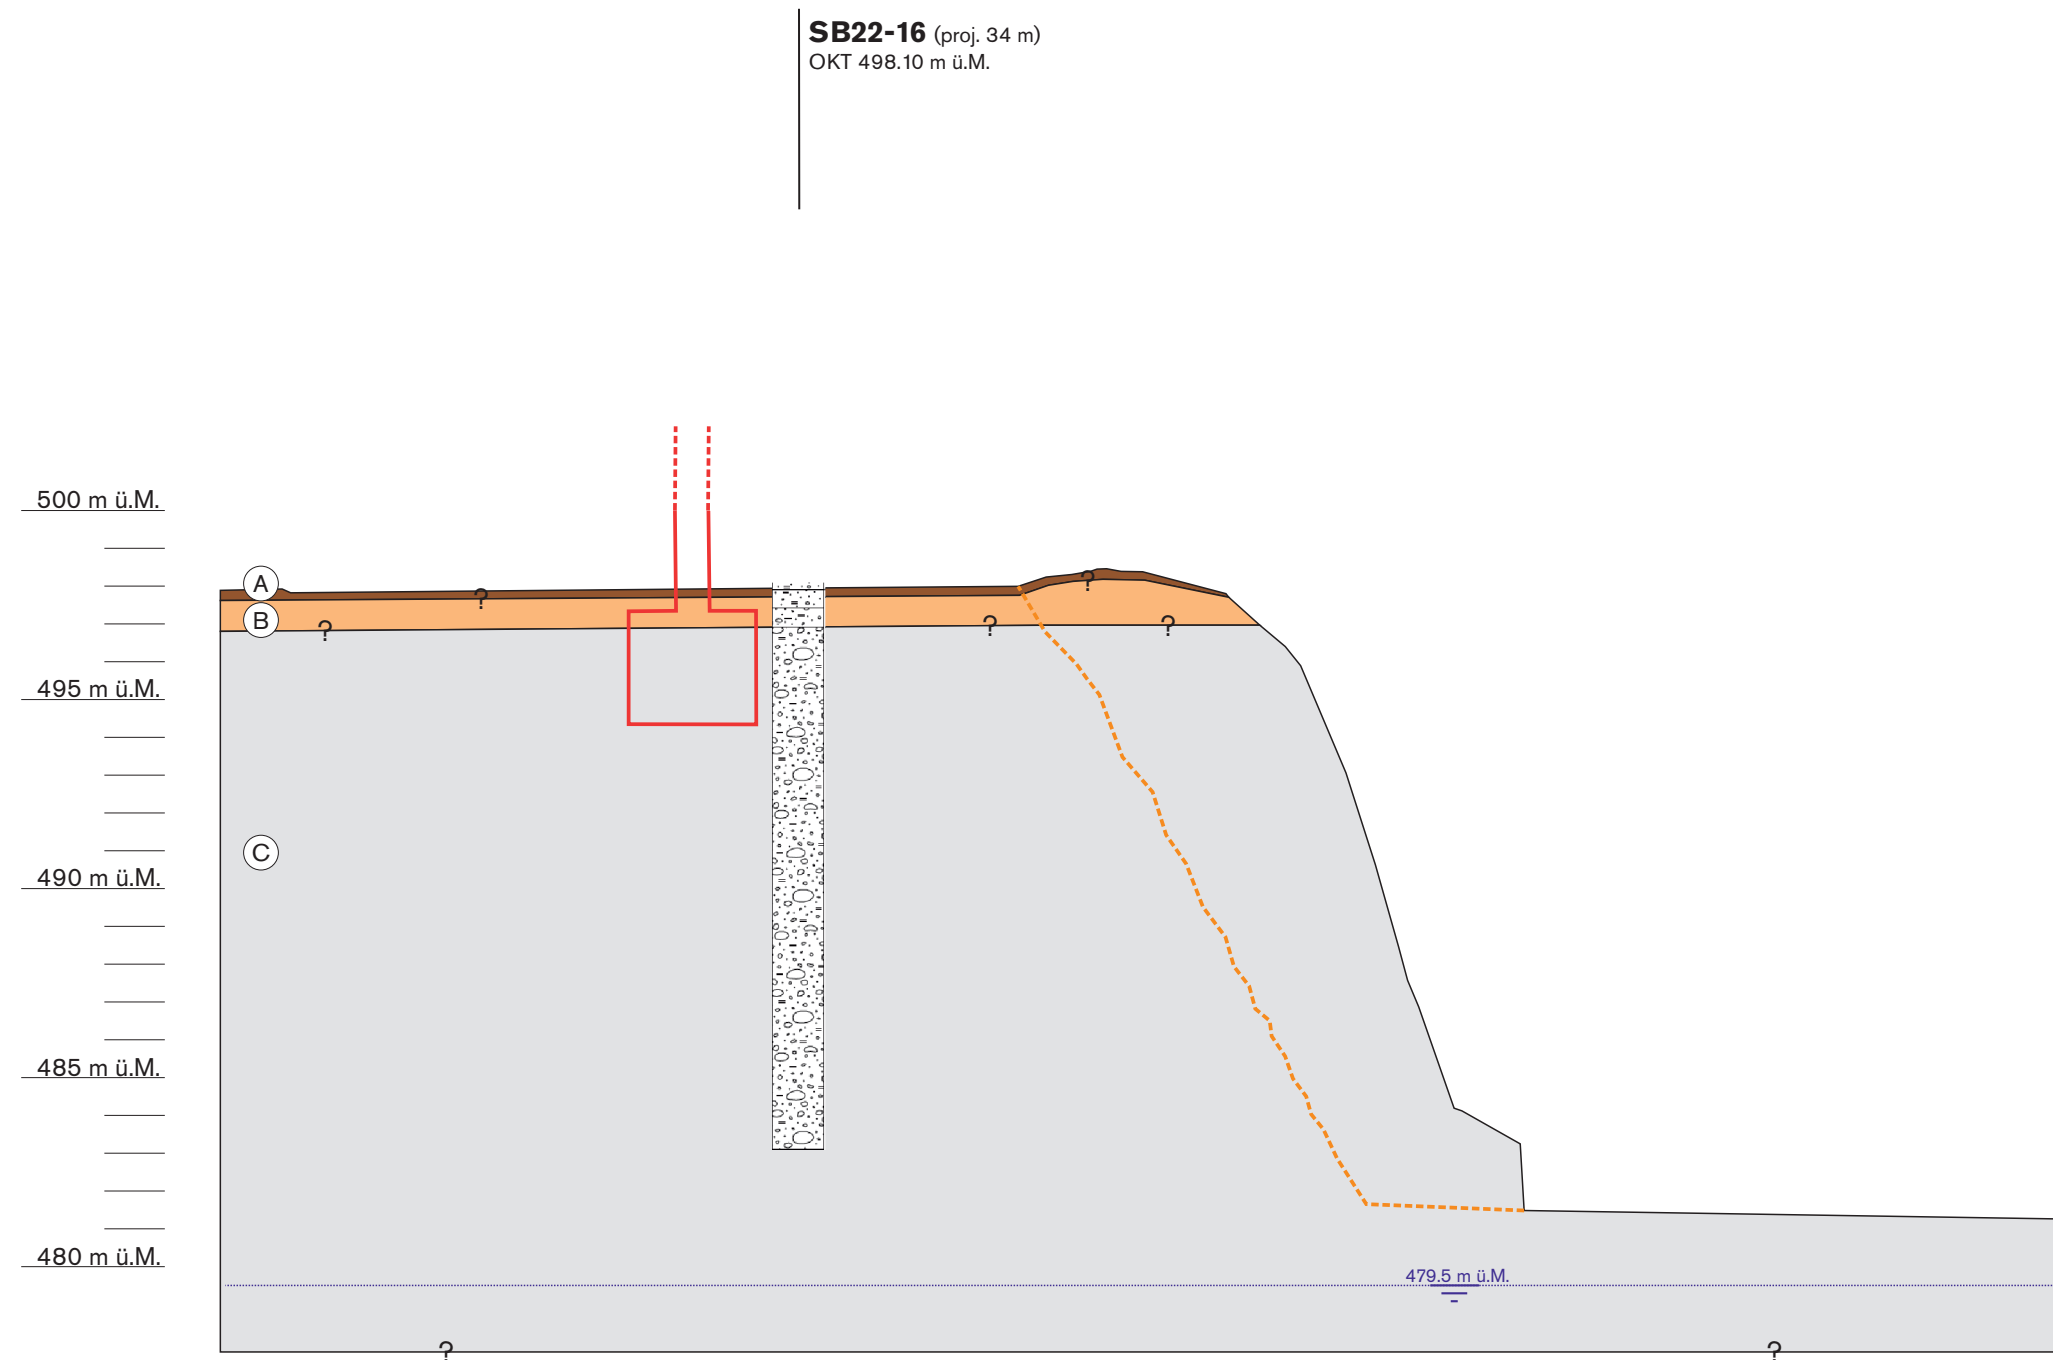 SB22-16 (proj. 34 m)
OKT 498.10 m ü.M.
500 m ü.M.
A
?
?
B
?
?
?
495 m ü.M.
C
490 m ü.M.
485 m ü.M.
480 m ü.M.
479.5 m ü.M.
?
?